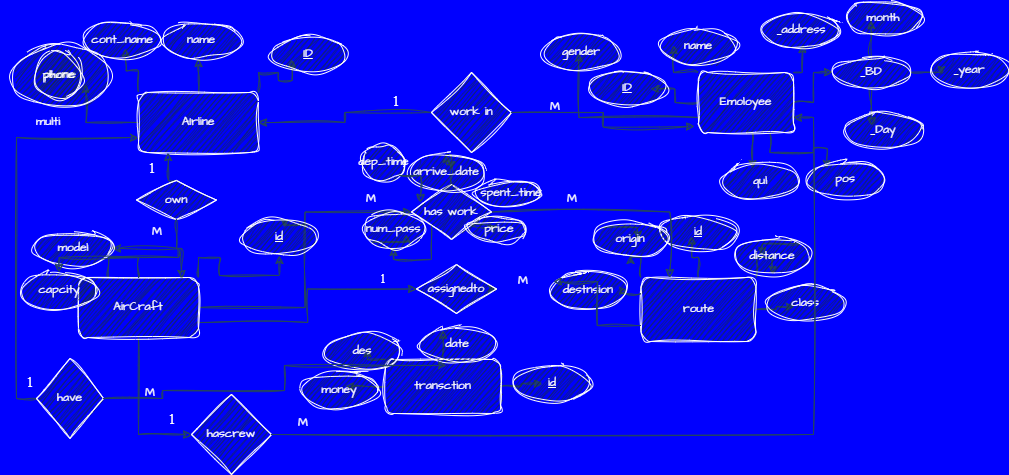 cont_name
name
ID
phone
multi
Airline
1
work in
M
gender
name
ID
_address
month
_BD
_year
_Day
Emoloyee
qul
pos
1
own
M
dep_time
arrive_date
spent_time
M
has work
M
num_pass
price
id
model
capcity
AirCraft
1
assignedto
M
origin
id
distance
destnsion
class
route
des
date
money
transction
id
1
have
M
1
hascrew
M